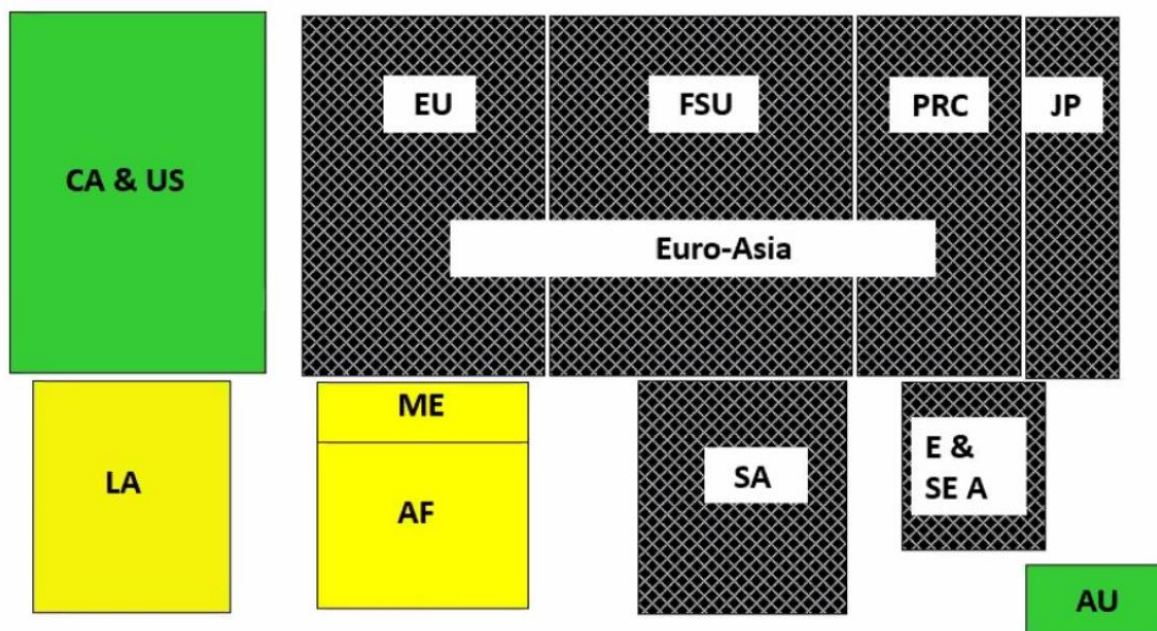 EU
FSU
PRC
JP
CA & US
Euro-Asia
ME
LA
AF
SA
E &
SE A
AU